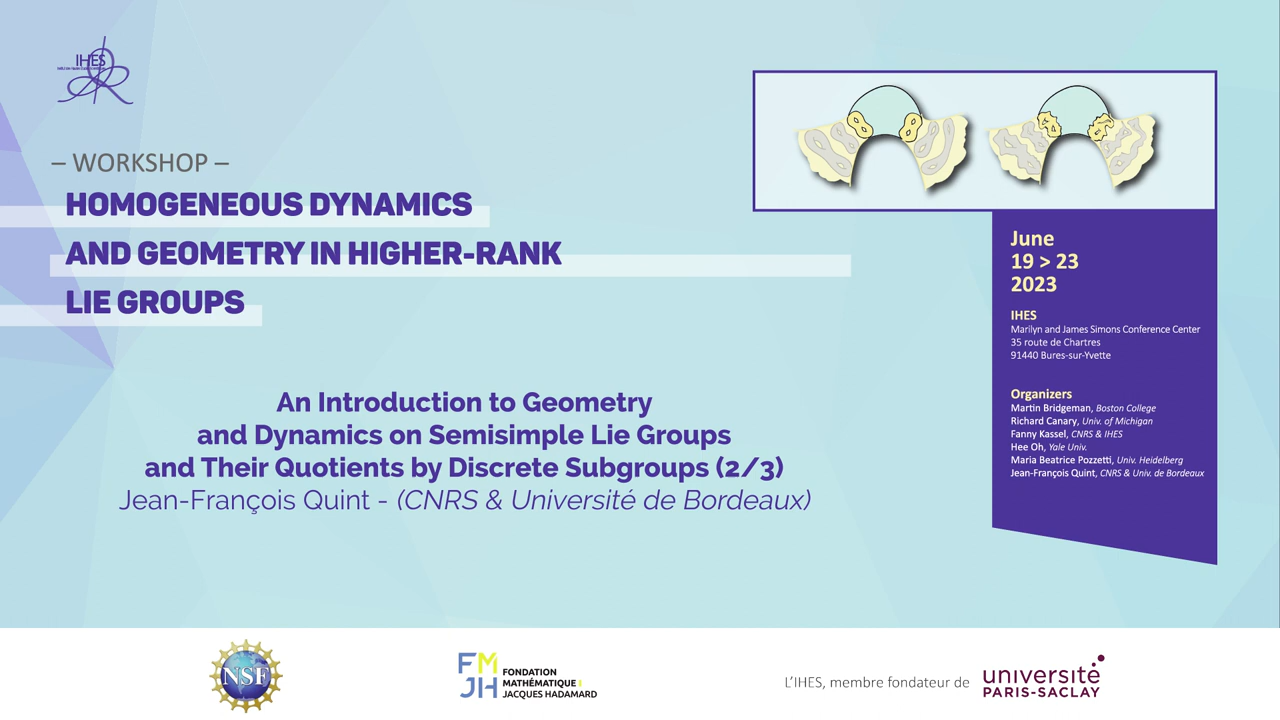 IHES
– WORKSHOP –
HOMOGENEOUS DYNAMICS
AND GEOMETRY IN HIGHER-RANK
LIE GROUPS
An Introduction to Geometry
and Dynamics on Semisimple Lie Groups
and Their Quotients by Discrete Subgroups (2/3)
Jean-François Quint - (CNRS & Université de Bordeaux)
June
19 > 23
2023
IHES
Marilyn and James Simons Conference Center
35 route de Chartres
91440 Bures-sur-Yvette
Organizers
Martin Bridgeman, Boston College
Richard Canary, Univ. of Michigan
Fanny Kassel, CNRS & IHES
Hee Oh, Yale Univ.
Maria Beatrice Pozzetti, Univ. Heidelberg
Jean-François Quint, CNRS & Univ. de Bordeaux
NSF
FM
JH
FONDATION
MATHÉMATIQUE
JACQUES HADAMARD
L'IHES, membre fondateur de
université
PARIS-SACLAY